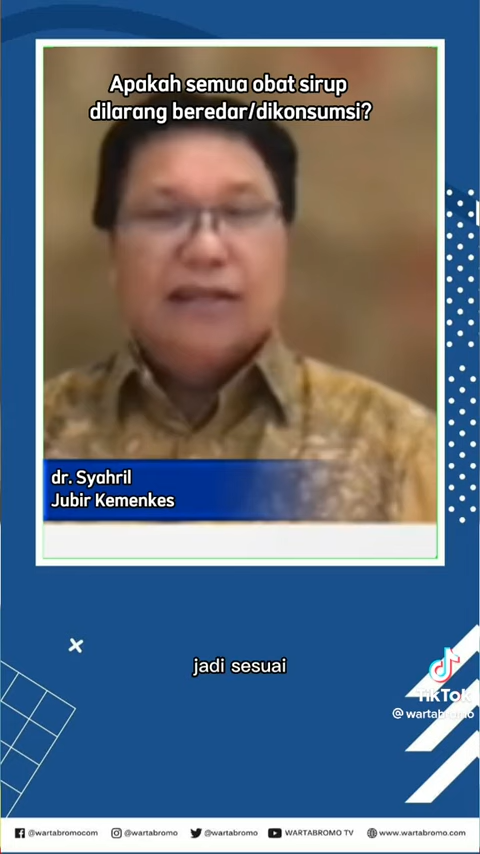 Apakah semua obat sirup
dilarang beredar/dikonsumsi?
dr. Syahril
Jubir Kemenkes
jadi sesuai
TikTok
@wartabromo
@wartabromocom
@wartabromo
@wartabromo
WARTABROMO TV
www.wartabromo.com